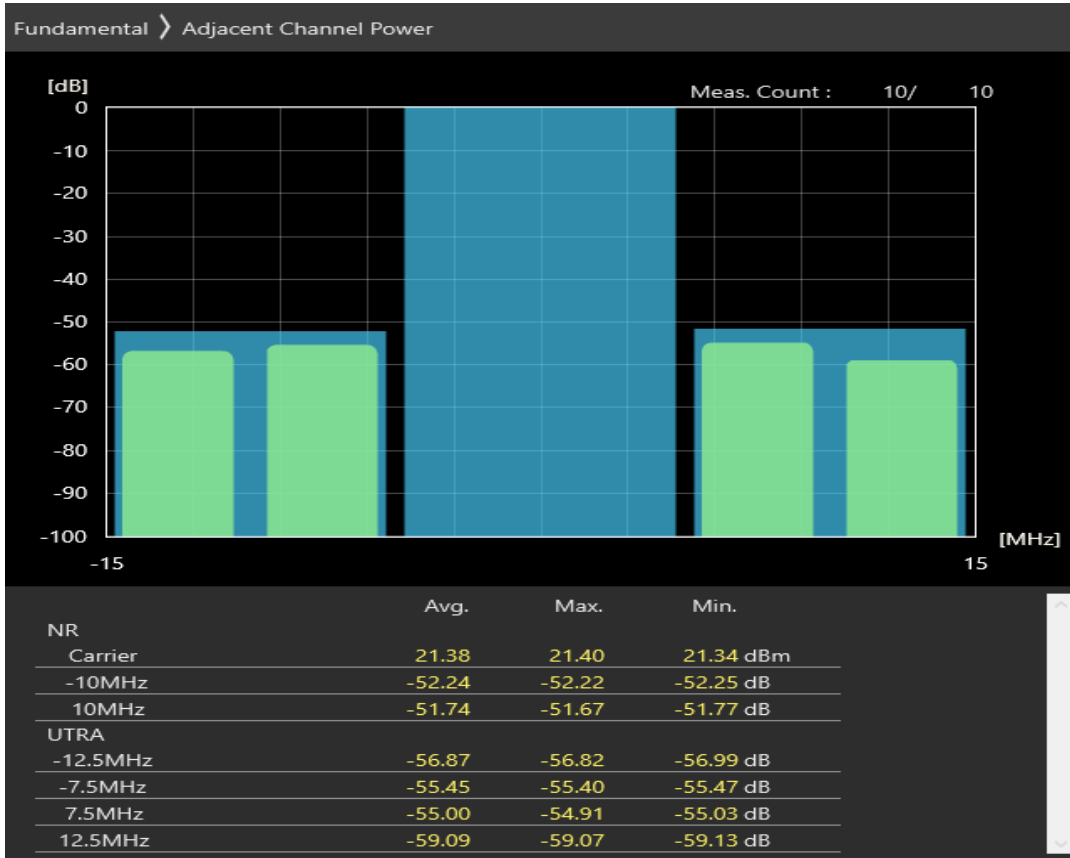 Fundamental ❭ Adjacent Channel Power
[dB]
Meas. Count : 10/ 10
0
-10
-20
-30
-40
-50
-60
-70
-80
-90
-100
[MHz]
-15 15
Avg. Max. Min.
NR
Carrier 21.38 21.40 21.34 dBm
-10MHz -52.24 -52.22 -52.25 dB
10MHz -51.74 -51.67 -51.77 dB
UTRA
-12.5MHz -56.87 -56.82 -56.99 dB
-7.5MHz -55.45 -55.40 -55.47 dB
7.5MHz -55.00 -54.91 -55.03 dB
12.5MHz -59.09 -59.07 -59.13 dB